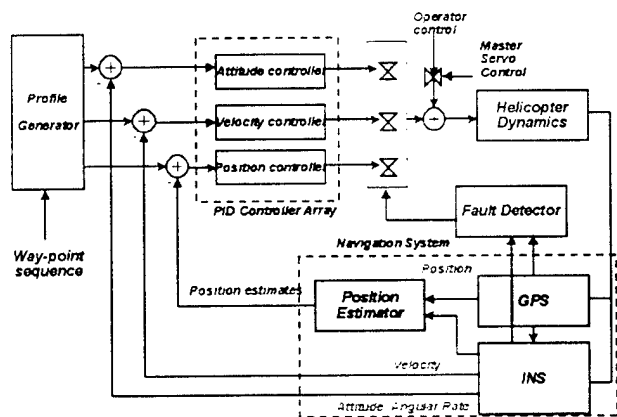 Operator
control
Master
Servo
Control
Profile
Generator
Attitude controller
Velocity controller
Position controller
Helicopter
Dynamics
PID Controller Array
Fault Detector
Way-point
sequence
Navigation System
Position
Position estimates
Position
Estimator
GPS
Velocity
INS
Attitude, Angular Rate